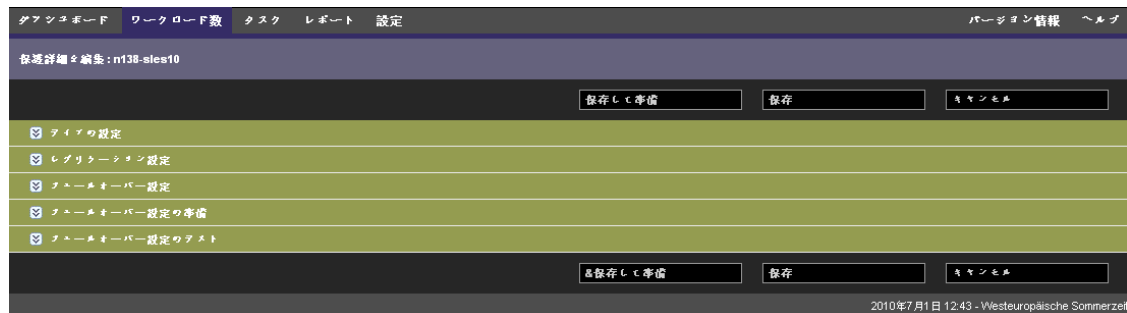 ダッシュボード ワークロード数 タスク レポート 設定 バージョン情報 ヘルプ
保護詳細を編集: n138-sles10
保存して準備 保存 キャンセル
ティアの設定
レプリケーション設定
フェールオーバー設定
フェールオーバー設定の準備
フェールオーバー設定のテスト
&保存して準備 保存 キャンセル
2010年7月1日 12:43 - Westeuropäische Sommerzeit